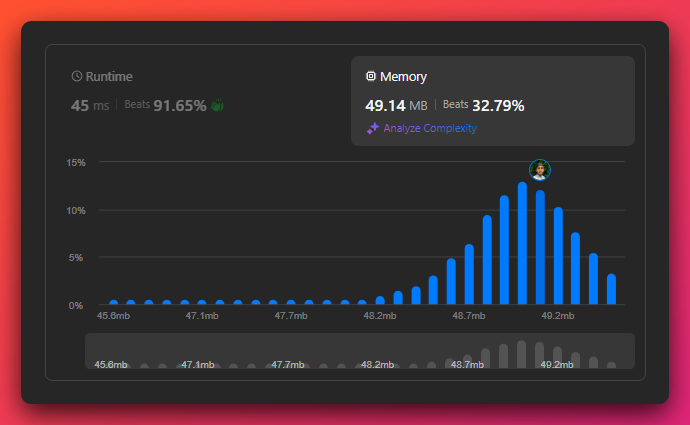 Runtime
45 ms | Beats 91.65%
Memory
49.14 MB | Beats 32.79%
Analyze Complexity
15%
10%
5%
0%
45.6mb 47.1mb 47.7mb 48.2mb 48.7mb 49.2mb
45.6mb 47.1mb 47.7mb 48.2mb 48.7mb 49.2mb